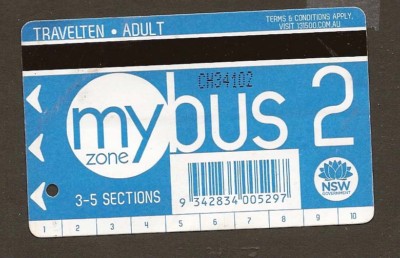 TRAVELTEN • ADULT
TERMS & CONDITIONS APPLY.
VISIT 131500.COM.AU
CH34102
my bus 2
zone
3-5 SECTIONS
9 342834 005297
NSW
GOVERNMENT
1 2 3 4 5 6 7 8 9 10